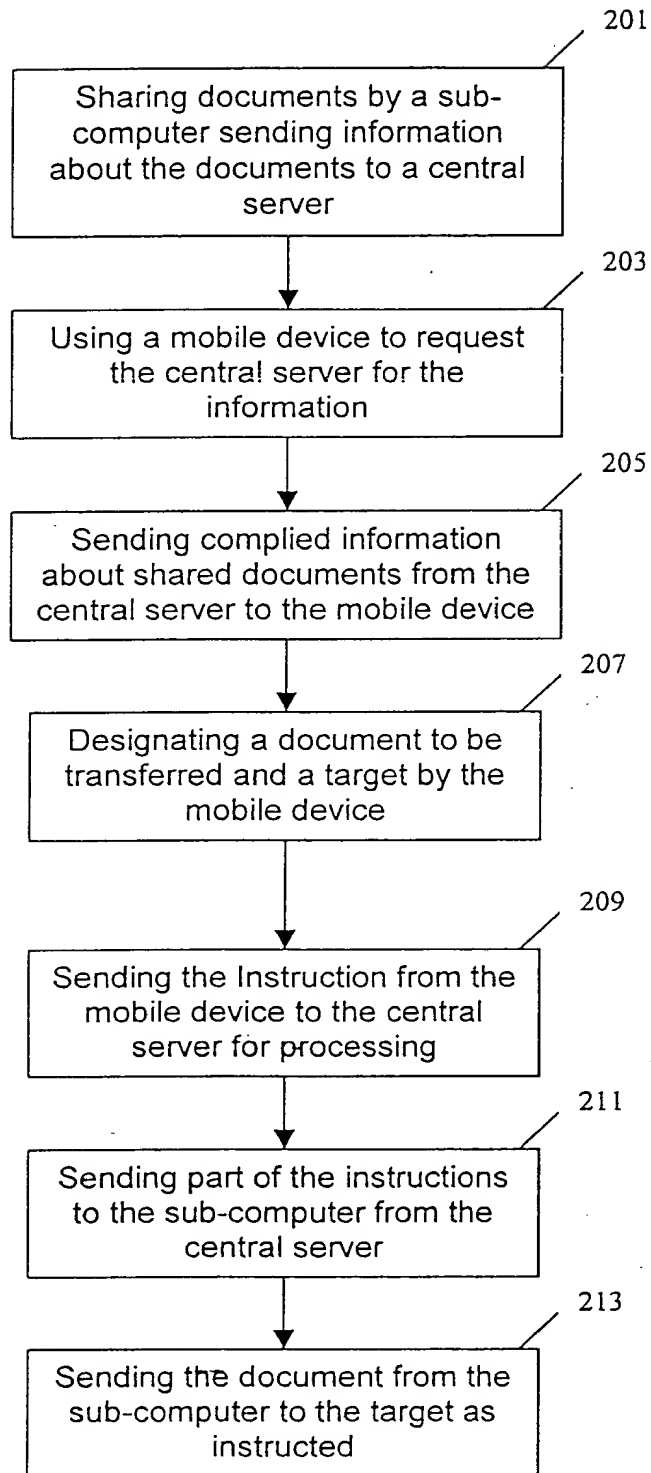 201
Sharing documents by a sub-
computer sending information
about the documents to a central
server
203
Using a mobile device to request
the central server for the
information
205
Sending complied information
about shared documents from the
central server to the mobile device
207
Designating a document to be
transferred and a target by the
mobile device
209
Sending the Instruction from the
mobile device to the central
server for processing
211
Sending part of the instructions
to the sub-computer from the
central server
213
Sending the document from the
sub-computer to the target as
instructed